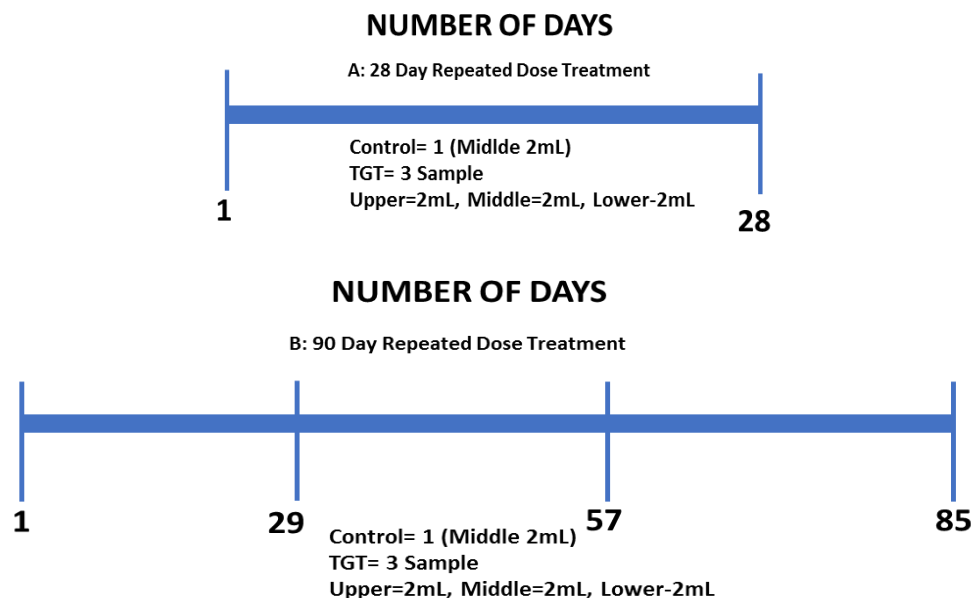 NUMBER OF DAYS
A: 28 Day Repeated Dose Treatment
Control= 1 (Midlde 2mL)
TGT= 3 Sample
Upper=2mL, Middle=2mL, Lower-2mL
1
28
NUMBER OF DAYS
B: 90 Day Repeated Dose Treatment
1
29
57
85
Control= 1 (Middle 2mL)
TGT= 3 Sample
Upper=2mL, Middle=2mL, Lower-2mL